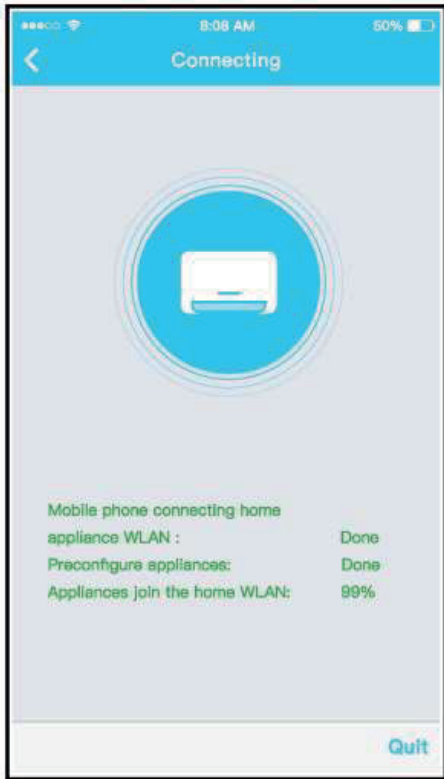 8:08 AM 50%
Connecting
Mobile phone connecting home
appliance WLAN : Done
Preconfigure appliances: Done
Appliances join the home WLAN: 99%
Quit